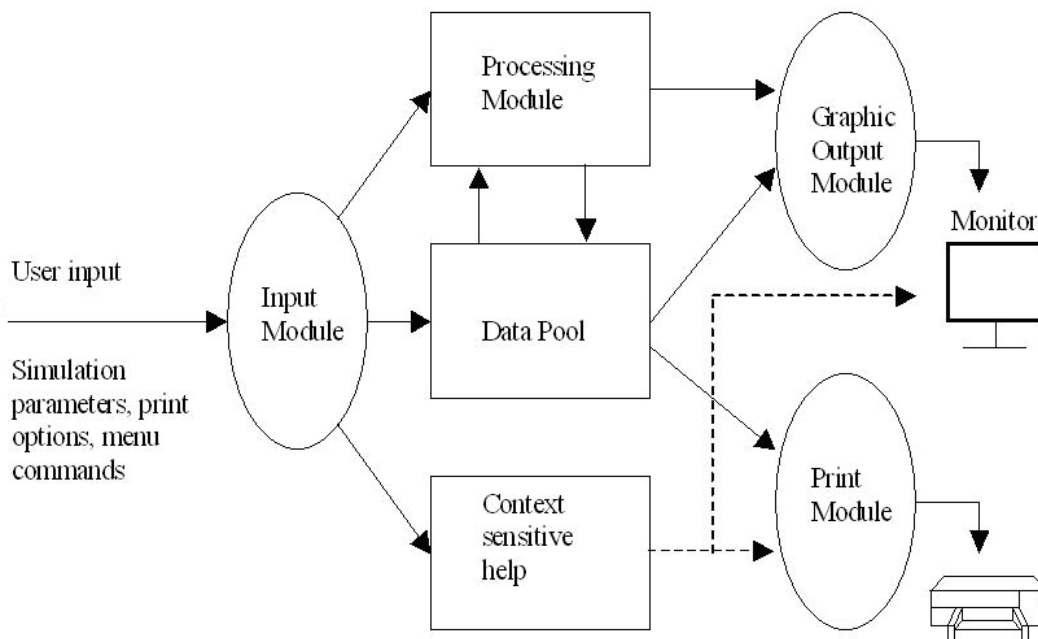 Processing
Module
Graphic
Output
Module
Monitor
User input
Input
Module
Data Pool
Simulation
parameters, print
options, menu
commands
Context
sensitive
help
Print
Module